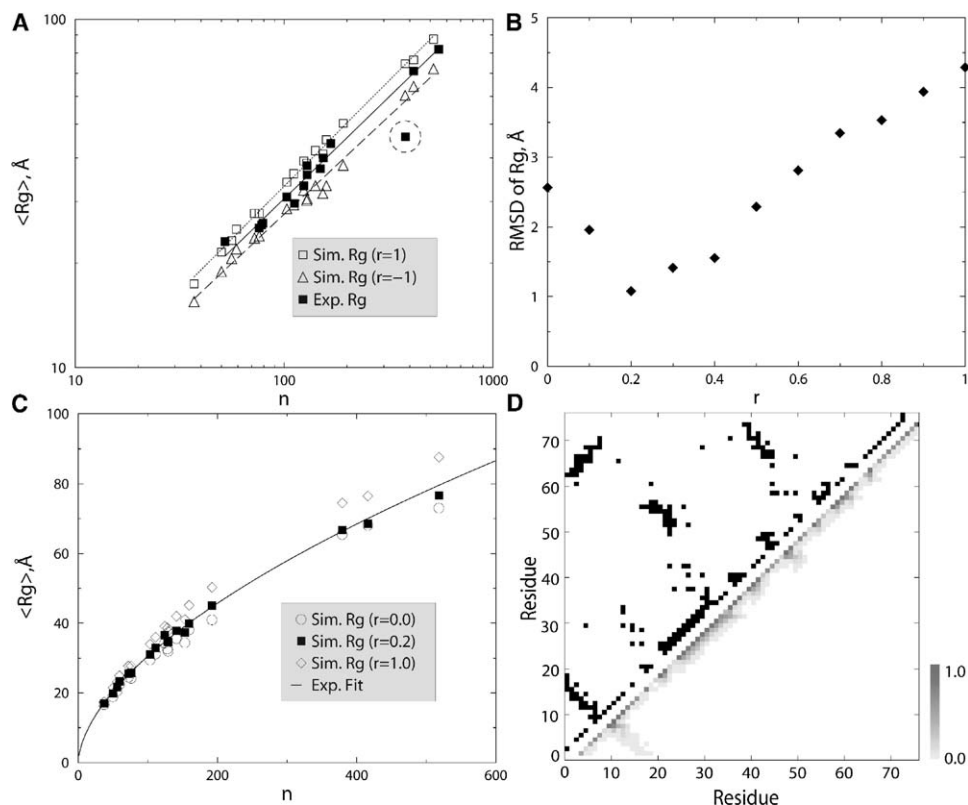 A
100
<Rg>, Å
10
10
100
1000
n
Sim. Rg (r=1)
Sim. Rg (r=−1)
Exp. Rg
B
5
4
3
2
1
0
RMSD of Rg, Å
0
0.2
0.4
0.6
0.8
1
r
C
100
80
60
40
20
0
<Rg>,Å
0
200
400
600
n
Sim. Rg (r=0.0)
Sim. Rg (r=0.2)
Sim. Rg (r=1.0)
Exp. Fit
D
70
60
50
40
30
20
10
0
Residue
0
10
20
30
40
50
60
70
Residue
1.0
0.0